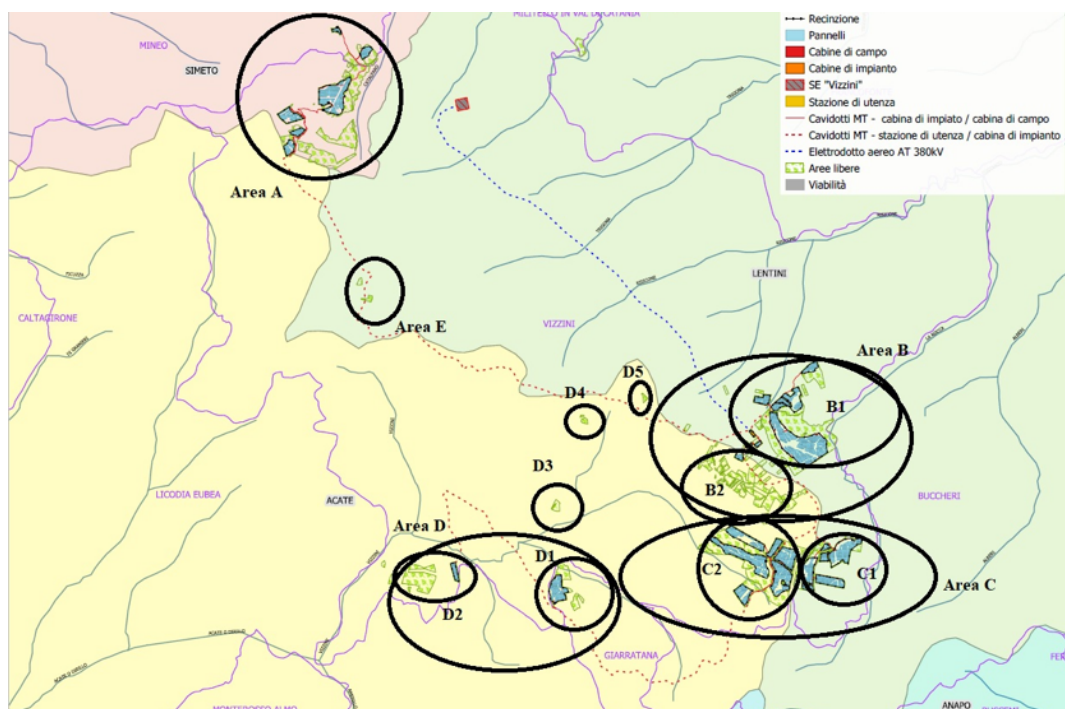 MILITELLO IN VAL DI CATANIA
MINEO
SIMETO
Recinzione
Pannelli
Cabine di campo
Cabine di impianto
SE "Vizzini"
Stazione di utenza
Cavidotti MT - cabina di impiato / cabina di campo
Cavidotti MT - stazione di utenza / cabina di impianto
Elettrodotto aereo AT 380kV
Aree libere
Viabilità
Area A
LENTINI
CALTAGIRONE
Area E
VIZZINI
Area B
D5
D4
B1
D3
B2
LICODIA EUBEA
ACATE
BUCCHERI
Area D
D1
C2
C1
Area C
D2
GIARRATANA
MONTEROSSO ALMO
ANAPO